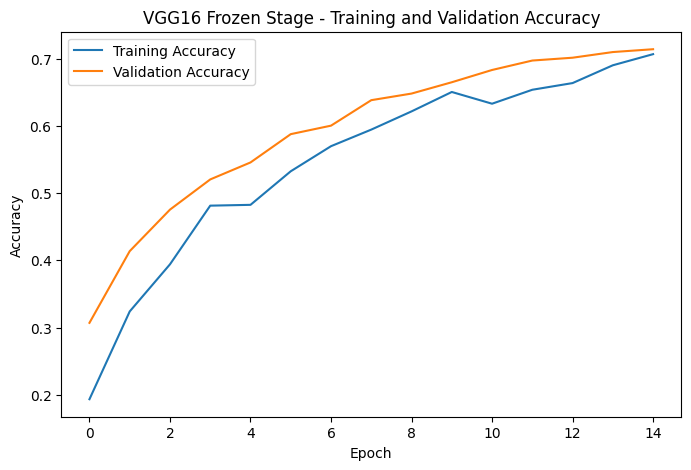 VGG16 Frozen Stage - Training and Validation Accuracy
Training Accuracy
Validation Accuracy
0.7
0.6
0.5
0.4
0.3
0.2
Accuracy
0 2 4 6 8 10 12 14
Epoch